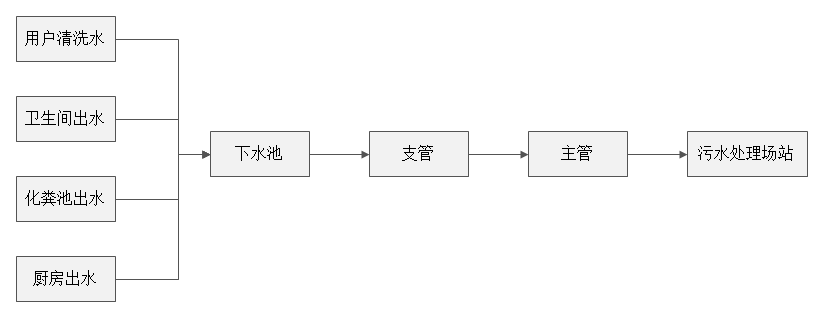 用户清洗水
卫生间出水
化粪池出水
厨房出水
下水池
支管
主管
污水处理场站